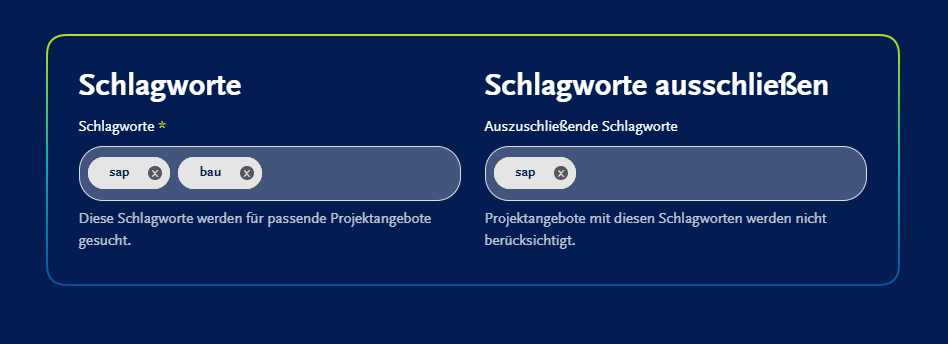 Schlagworte
Schlagworte *
sap
bau
Diese Schlagworte werden für passende Projektangebote
gesucht.
Schlagworte ausschließen
Auszuschließende Schlagworte
sap
Projektangebote mit diesen Schlagworten werden nicht
berücksichtigt.